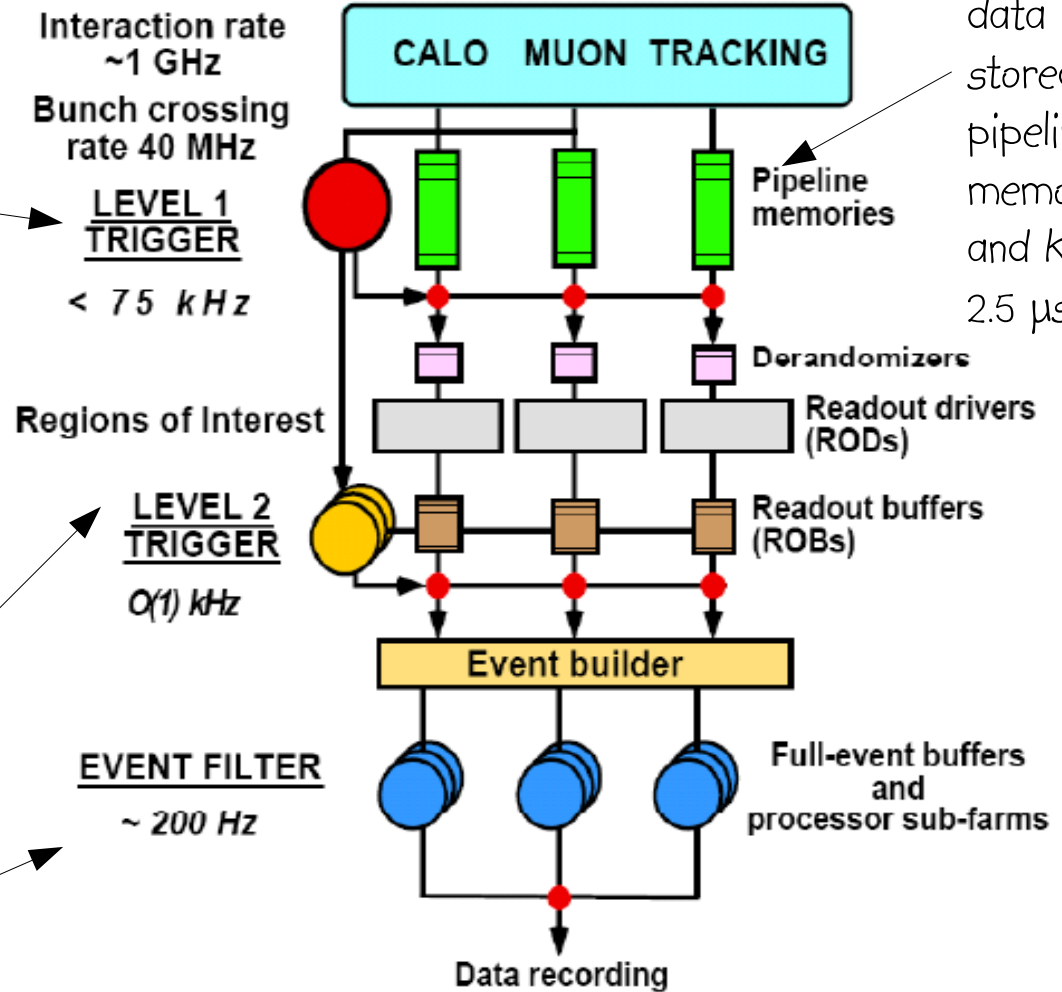 Interaction rate
~1 GHz
Bunch crossing
rate 40 MHz
LEVEL 1
TRIGGER
< 75 kHz
Regions of Interest
LEVEL 2
TRIGGER
O(1) kHz
EVENT FILTER
~ 200 Hz
CALO MUON TRACKING
Pipeline
memories
Derandomizers
Readout drivers
(RODs)
Readout buffers
(ROBs)
Event builder
Full-event buffers
and
processor sub-farms
Data recording
data
store
pipeli
memo
and k
2.5 µs